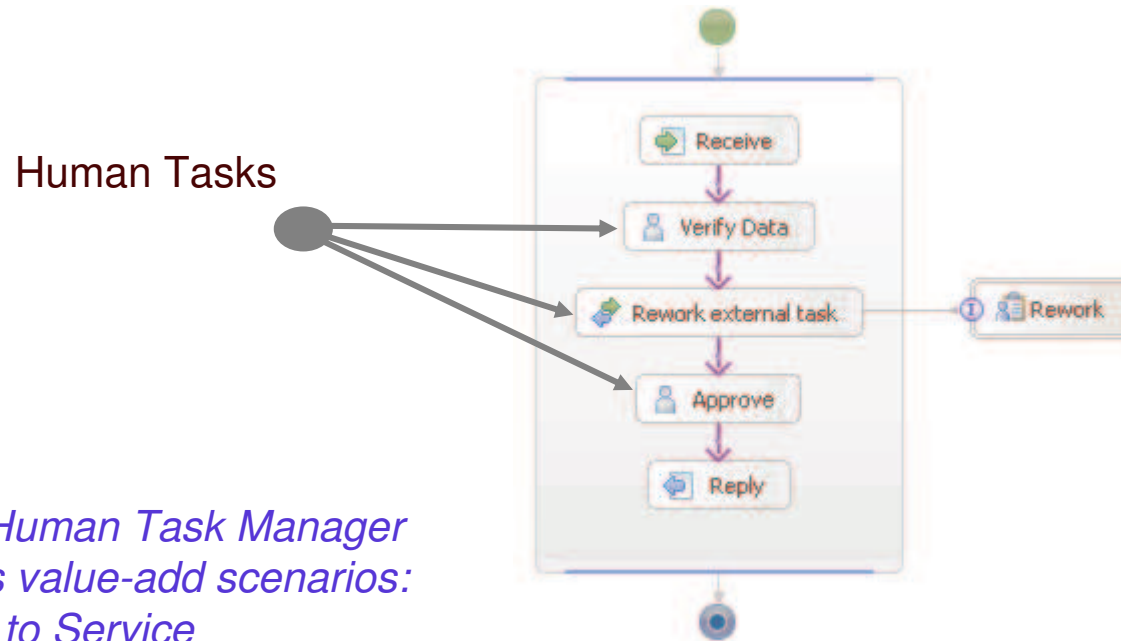 Human Tasks
Receive
Verify Data
Rework external task
I
Rework
Approve
Reply
Human Task Manager
s value-add scenarios:
to Service